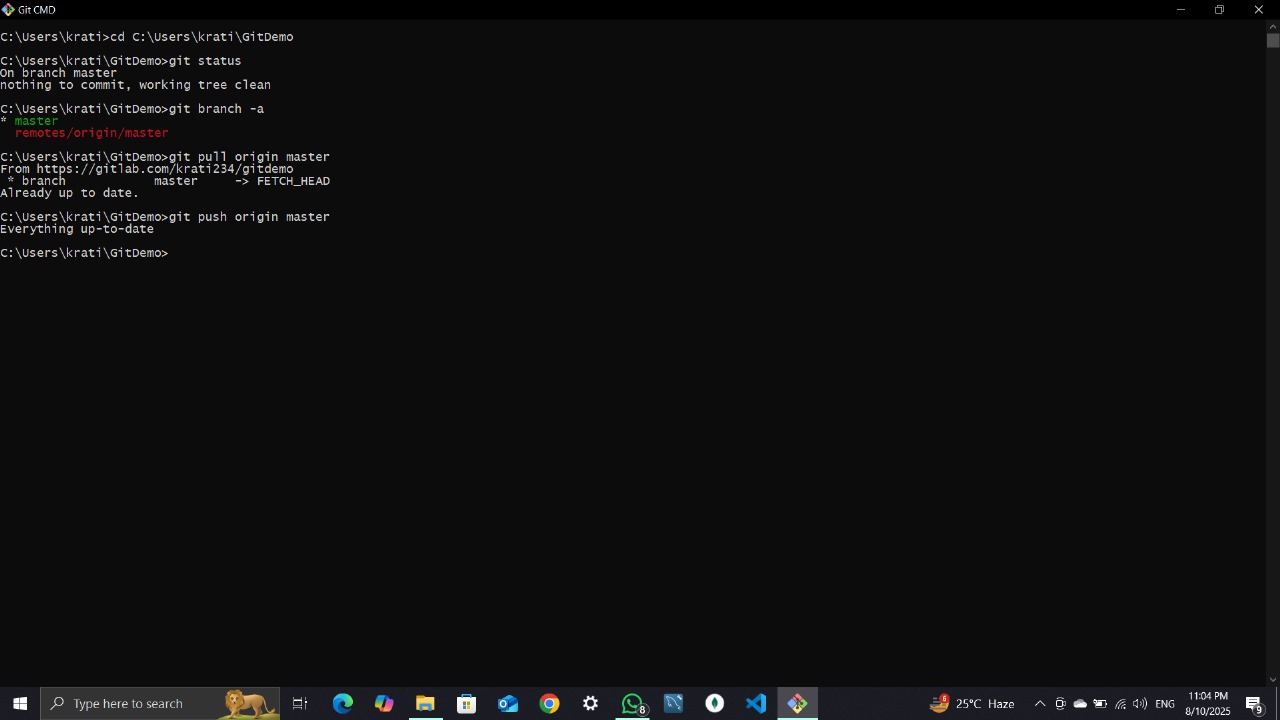 Git CMD
C:\Users\krati>cd C:\Users\krati\GitDemo
C:\Users\krati\GitDemo>git status
On branch master
nothing to commit, working tree clean
C:\Users\krati\GitDemo>git branch -a
* master
remotes/origin/master
C:\Users\krati\GitDemo>git pull origin master
From https://gitlab.com/krati234/gitdemo
* branch master -> FETCH_HEAD
Already up to date.
C:\Users\krati\GitDemo>git push origin master
Everything up-to-date
C:\Users\krati\GitDemo>
Type here to search
8
6
25°C Haze
ENG
11:04 PM
8/10/2025
9